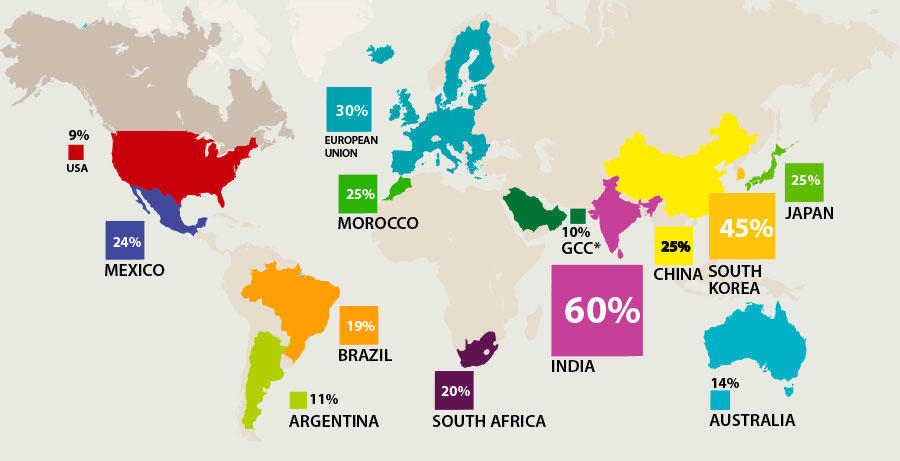 9%
USA
24%
MEXICO
30%
EUROPEAN
UNION
25%
MOROCCO
19%
BRAZIL
11%
ARGENTINA
20%
SOUTH AFRICA
10%
GCC*
60%
INDIA
25%
CHINA
45%
SOUTH
KOREA
25%
JAPAN
14%
AUSTRALIA